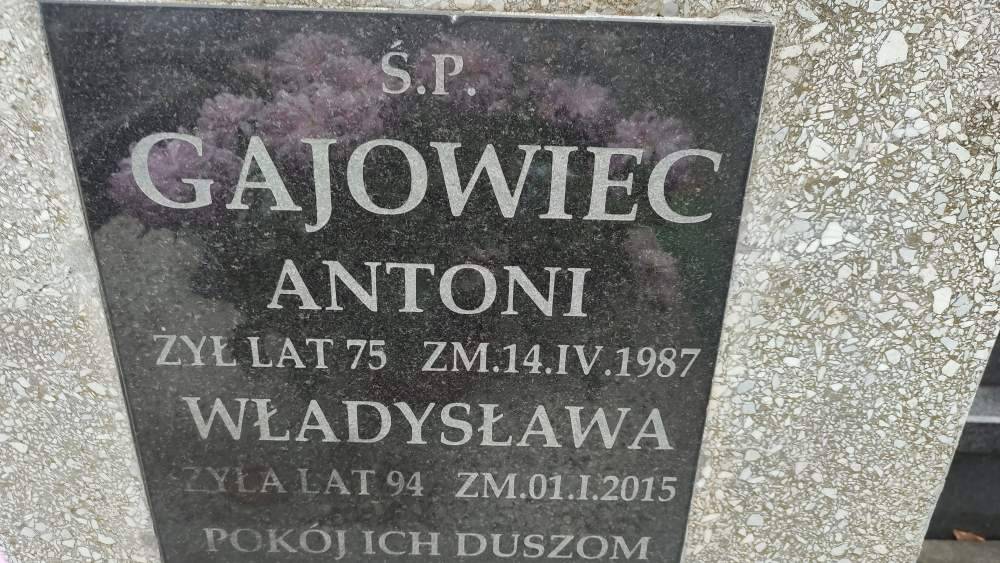 Ś.P.
GAJOWIEC
ANTONI
ŻYŁ LAT 75 ZM.14.IV.1987
WŁADYSŁAWA
ŻYŁA LAT 94 ZM.01.I.2015
POKÓJ ICH DUSZOM